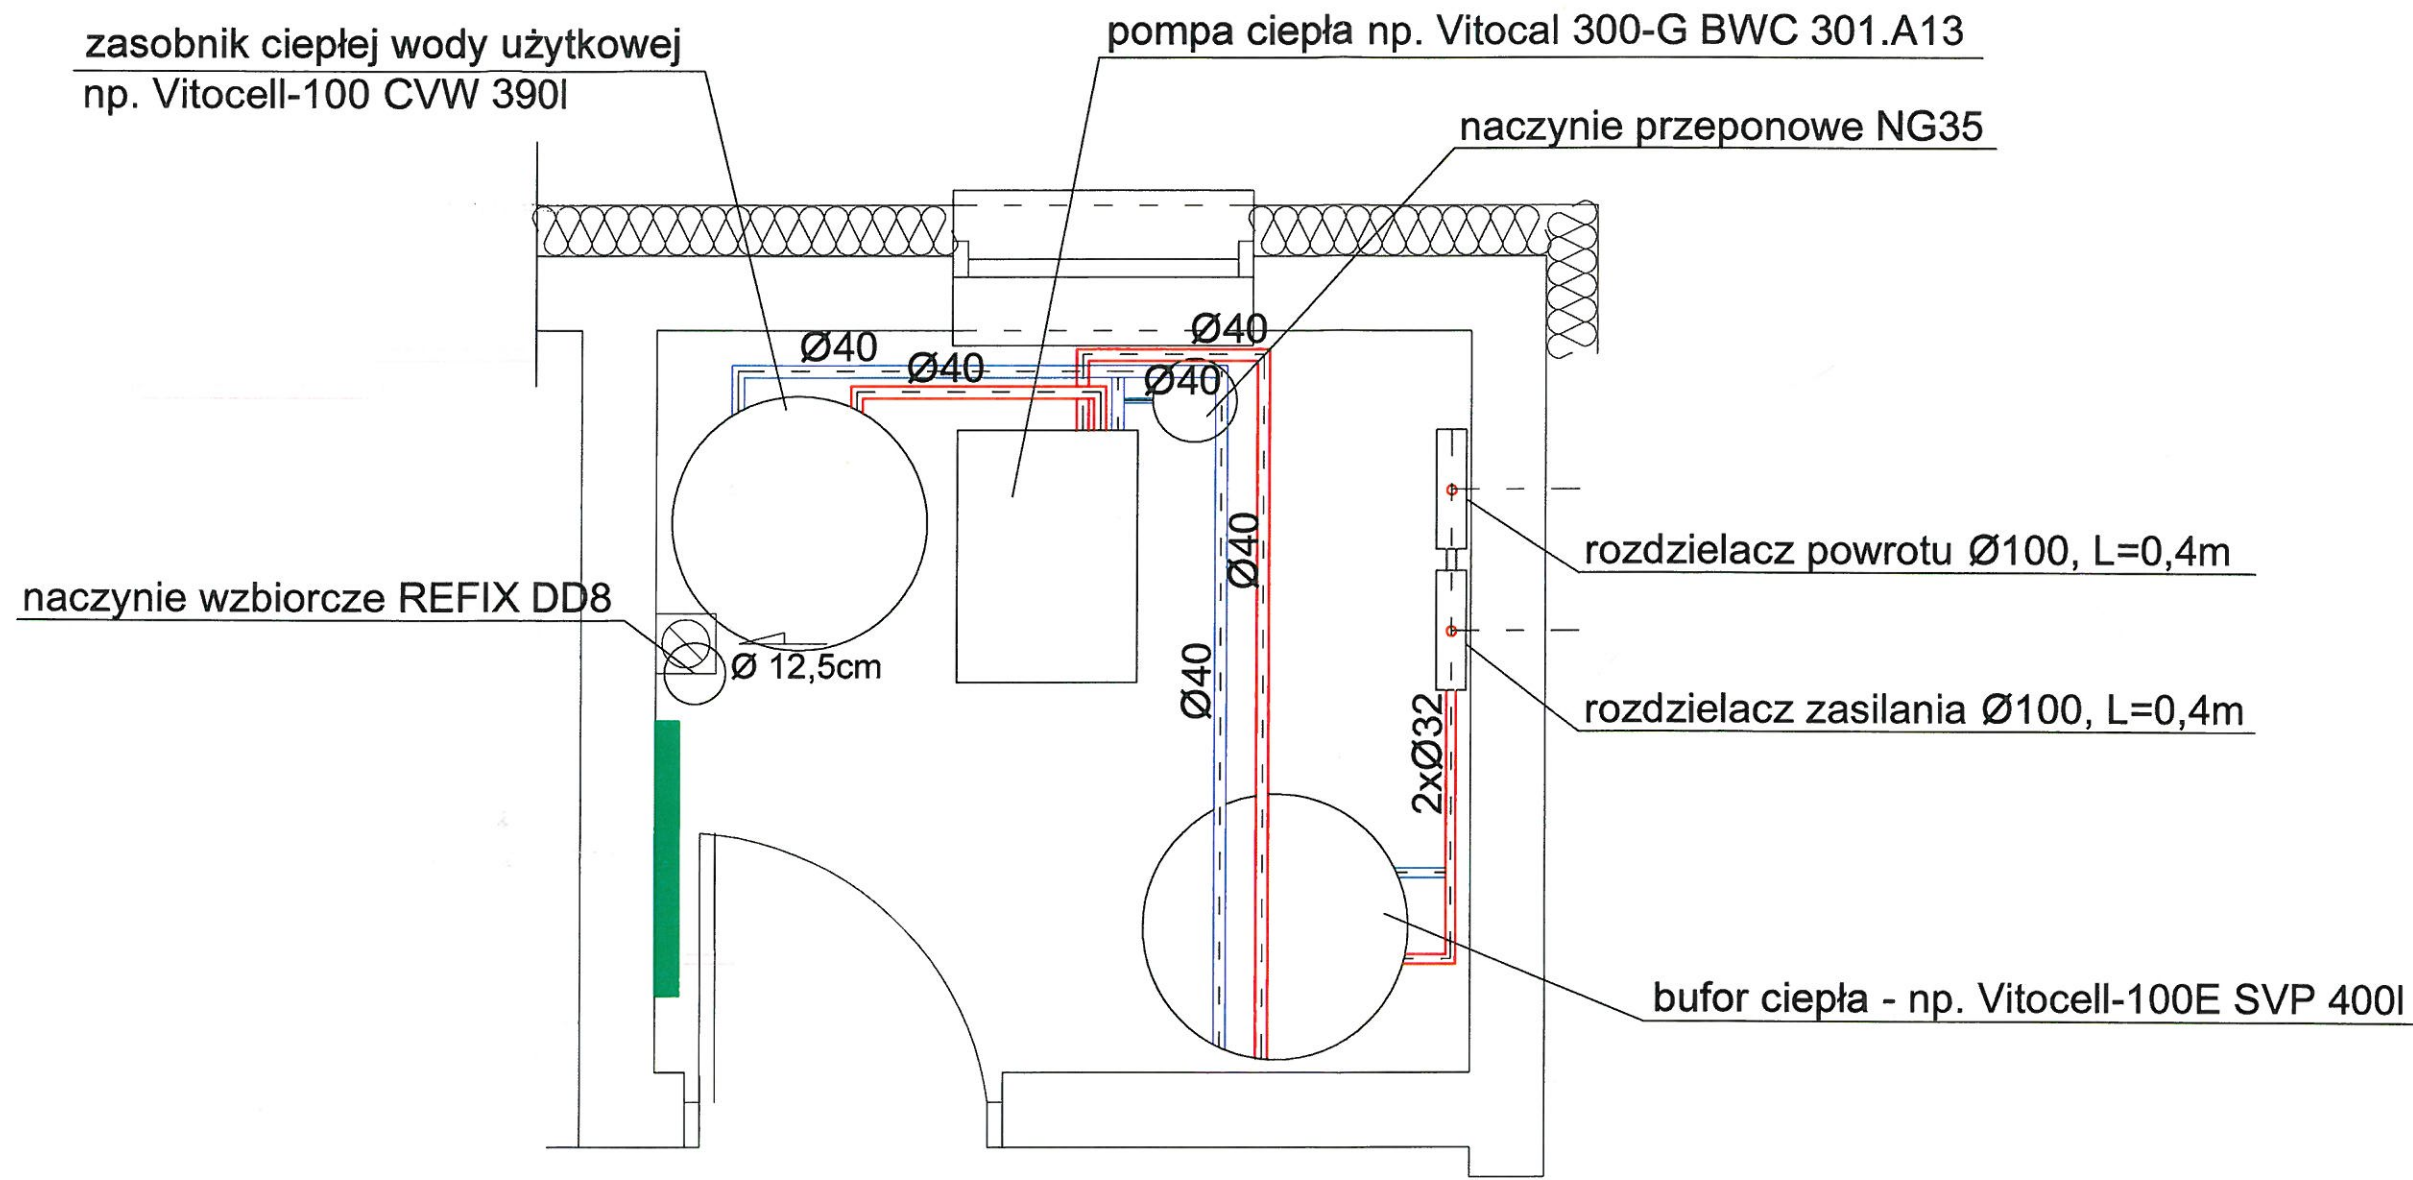 zasobnik ciepłej wody użytkowej
np. Vitocell-100 CVW 390l
pompa ciepła np. Vitocal 300-G BWC 301.A13
naczynie przeponowe NG35
Ø40
Ø40
Ø40
Ø40
Ø40
Ø40
rozdzielacz powrotu Ø100, L=0,4m
naczynie wzbiorcze REFIX DD8
Ø 12,5cm
rozdzielacz zasilania Ø100, L=0,4m
2xØ32
bufor ciepła - np. Vitocell-100E SVP 400l